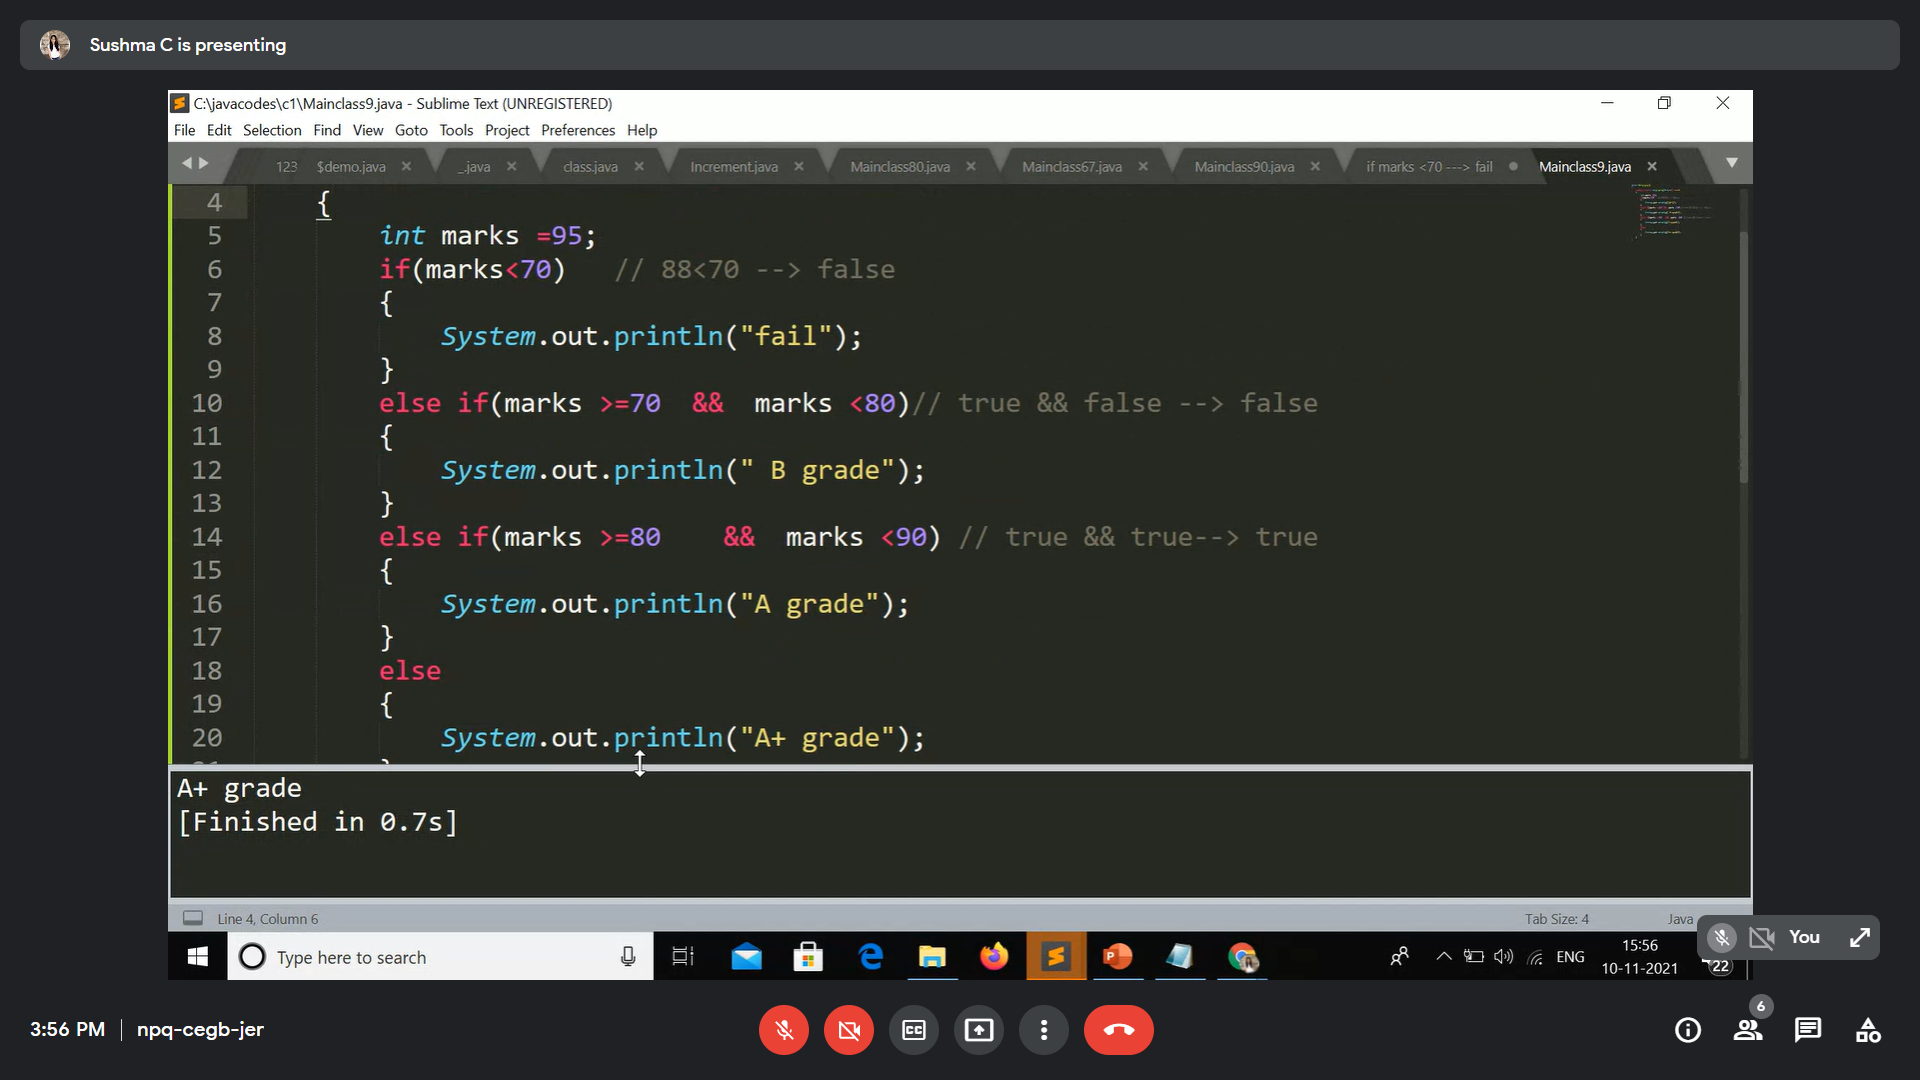 Sushma C is presenting
C:\javacodes\c1\Mainclass9.java - Sublime Text (UNREGISTERED)
File Edit Selection Find View Goto Tools Project Preferences Help
123 $demo.java _.java class.java Increment.java Mainclass80.java Mainclass67.java Mainclass90.java if marks <70 ---> fail Mainclass9.java
4 {
5 int marks =95;
6 if(marks<70) // 88<70 --> false
7 {
8 System.out.println("fail");
9 }
10 else if(marks >=70 && marks <80)// true && false --> false
11 {
12 System.out.println(" B grade");
13 }
14 else if(marks >=80 && marks <90) // true && true--> true
15 {
16 System.out.println("A grade");
17 }
18 else
19 {
20 System.out.println("A+ grade");
A+ grade
[Finished in 0.7s]
Line 4, Column 6 Tab Size: 4 Java
Type here to search
ENG
15:56
10-11-2021
22
You
3:56 PM | npq-cegb-jer
CC
6